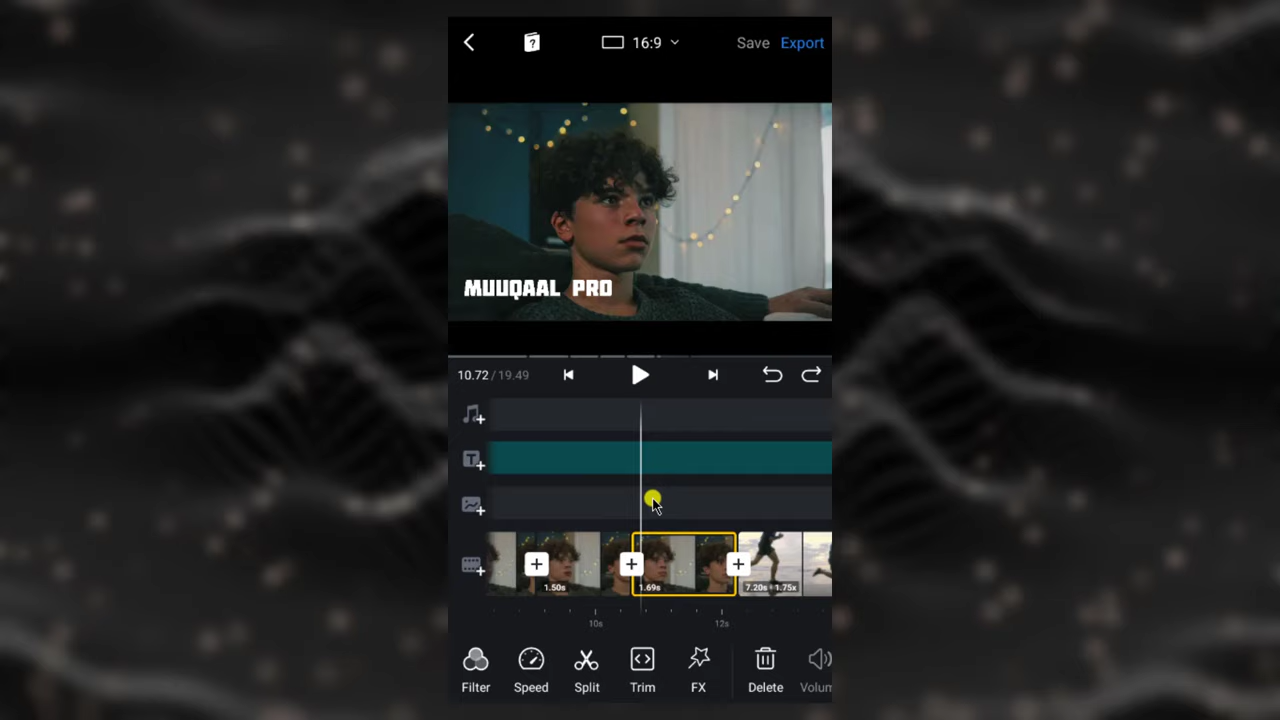 ?
16:9
Save
Export
MUUQAAL PRO
10.72 / 19.49
T
1.50s
1.69s
7.20s
1.75x
10s
12s
Filter
Speed
Split
Trim
FX
Delete
Volum